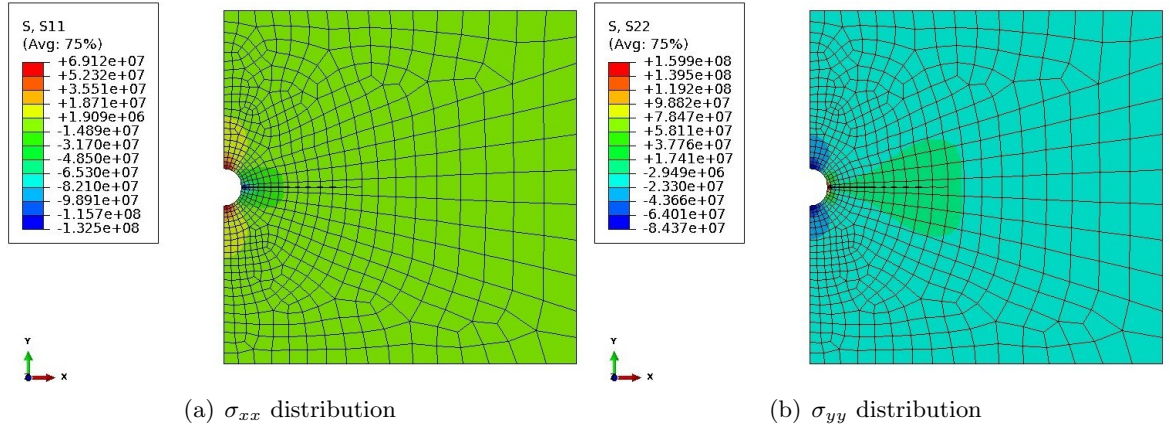 S, S11
(Avg: 75%)
+6.912e+07
+5.232e+07
+3.551e+07
+1.871e+07
+1.909e+06
-1.489e+07
-3.170e+07
-4.850e+07
-6.530e+07
-8.210e+07
-9.891e+07
-1.157e+08
-1.325e+08
Y
Z
X
(a) σxx distribution
S, S22
(Avg: 75%)
+1.599e+08
+1.395e+08
+1.192e+08
+9.882e+07
+7.847e+07
+5.811e+07
+3.776e+07
+1.741e+07
-2.949e+06
-2.330e+07
-4.366e+07
-6.401e+07
-8.437e+07
Y
Z
X
(b) σyy distribution